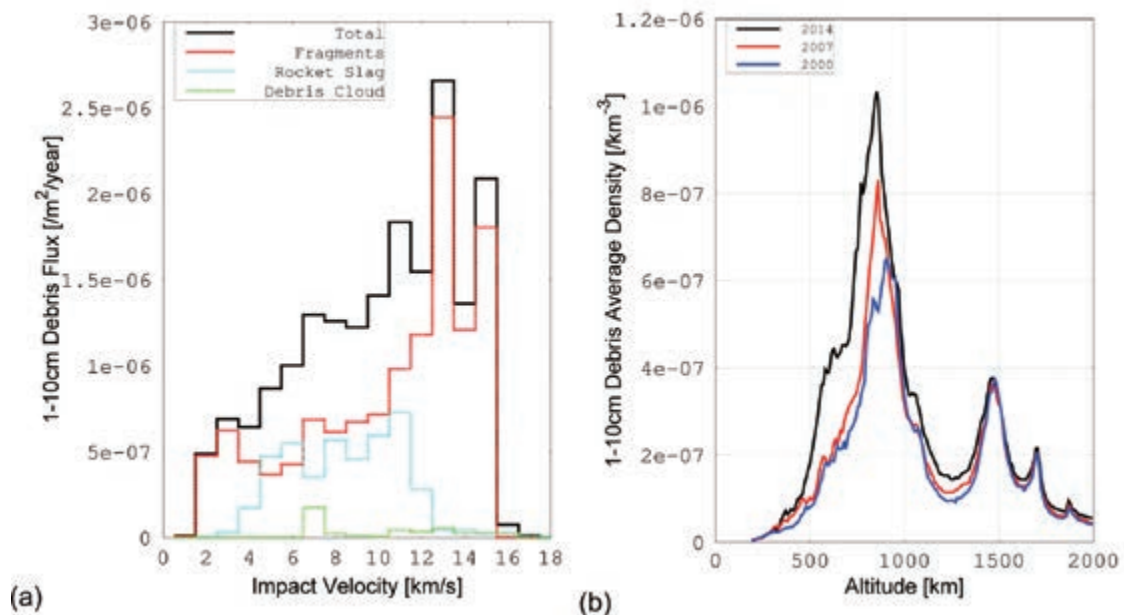 3e-06
2.5e-06
2e-06
1.5e-06
1e-06
5e-07
0
1-10cm Debris Flux [/m²/year]
Total
Fragments
Rocket Slag
Debris Cloud
0 2 4 6 8 10 12 14 16 18
Impact Velocity [km/s]
(a)
1.2e-06
1e-06
8e-07
6e-07
4e-07
2e-07
0
1-10cm Debris Average Density [/km⁻³]
2014
2007
2000
0 500 1000 1500 2000
Altitude [km]
(b)